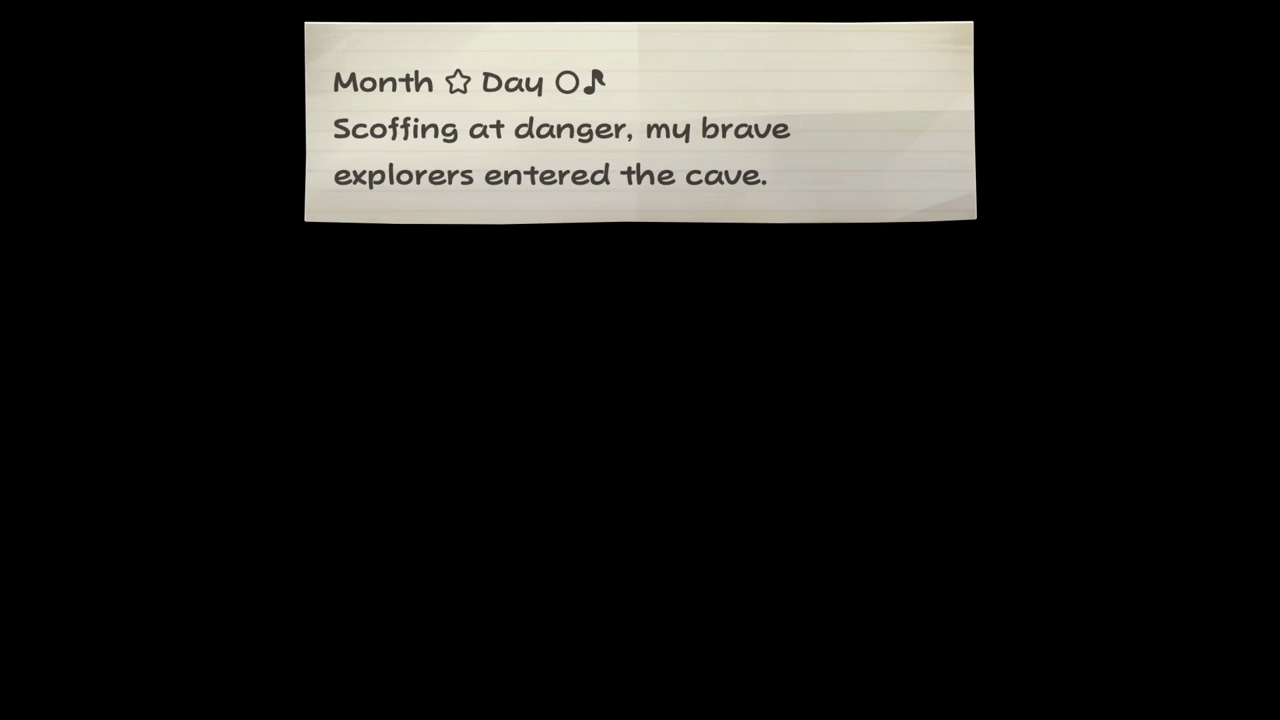 Month ☆ Day ○♪
Scoffing at danger, my brave
explorers entered the cave.